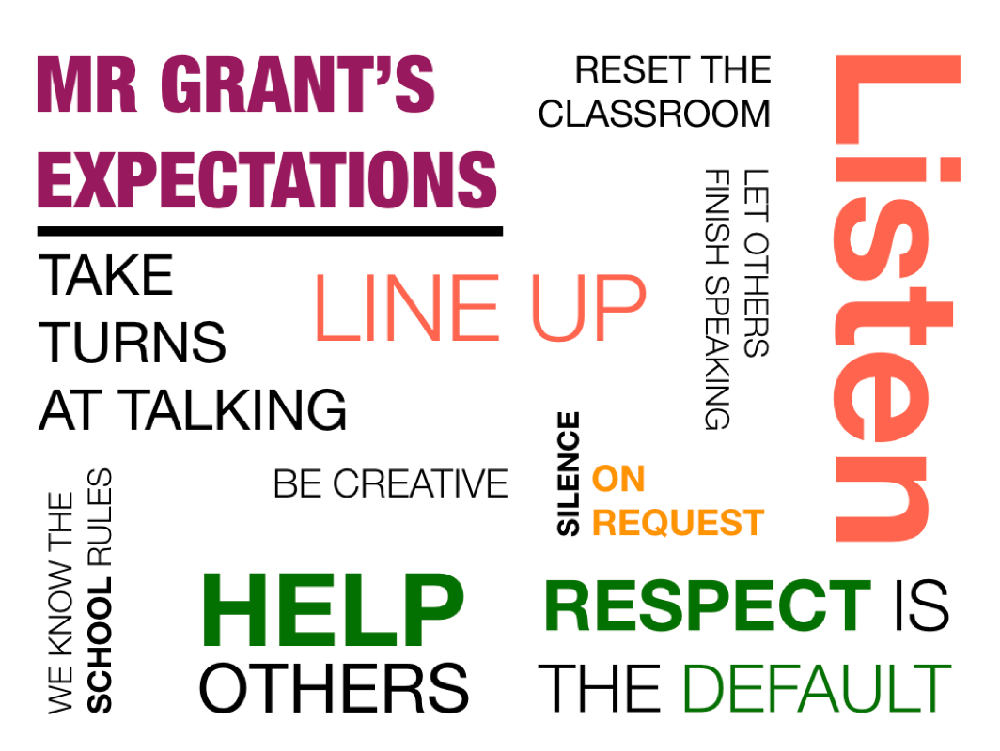 MR GRANT’S
EXPECTATIONS
TAKE
TURNS
AT TALKING
LINE UP
RESET THE
CLASSROOM
LET OTHERS
FINISH SPEAKING
Listen
BE CREATIVE
SILENCE
ON
REQUEST
WE KNOW THE
SCHOOL RULES
HELP
OTHERS
RESPECT IS
THE DEFAULT